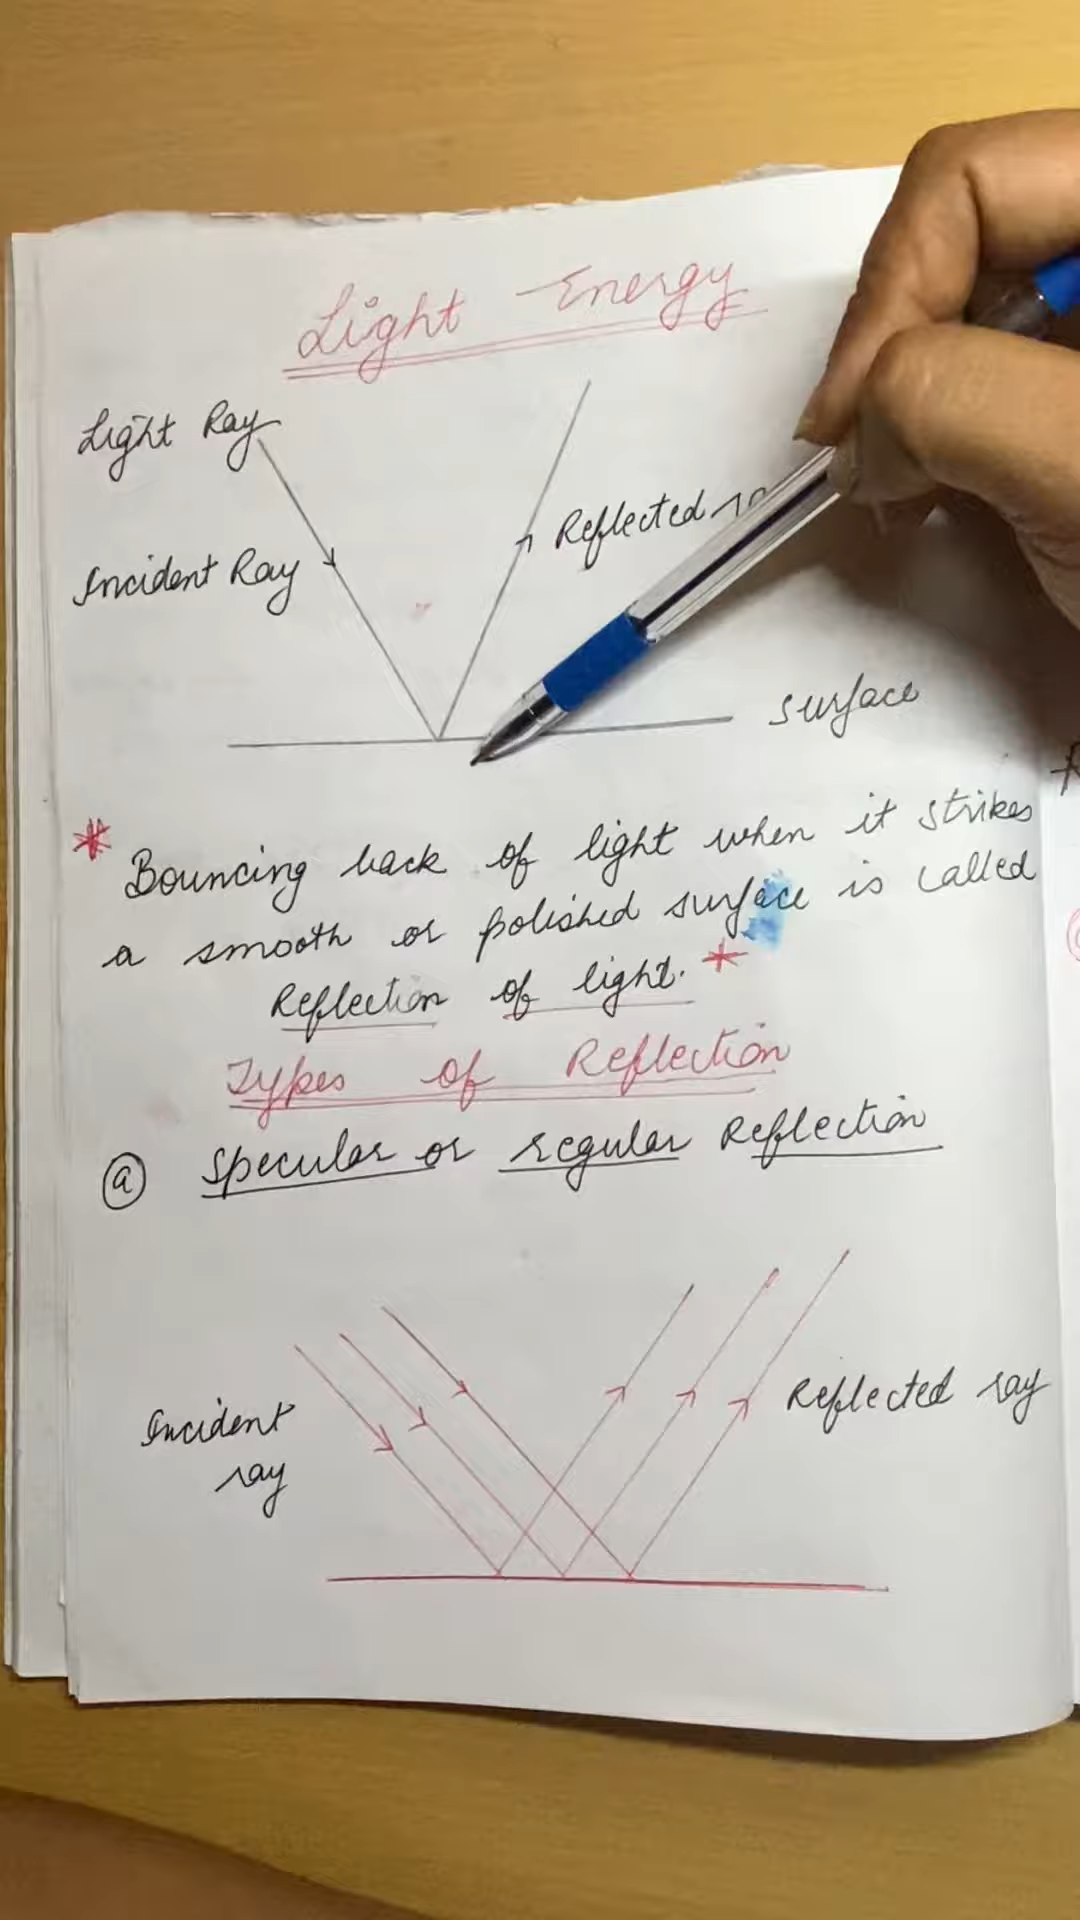 Light Energy
Light Ray
Incident Ray
Reflected
surface
* Bouncing back of light when it strikes
a smooth or polished surface is called
Reflection of light. *
Types of Reflection
(a) Specular or regular Reflection
Incident
ray
Reflected ray